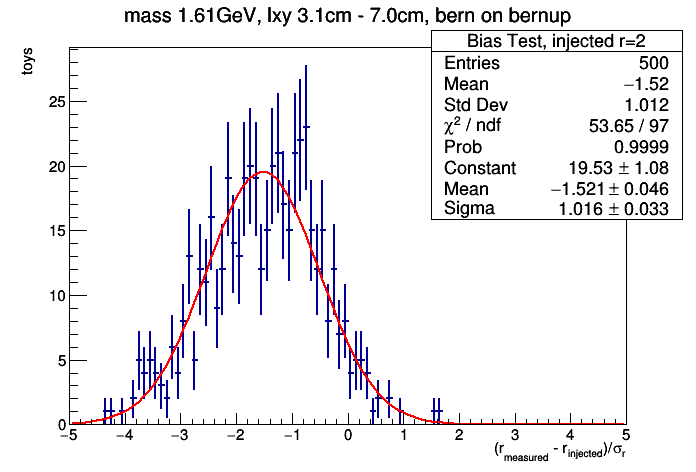 mass 1.61GeV, lxy 3.1cm - 7.0cm, bern on bernup
Bias Test, injected r=2
Entries 500
Mean −1.52
Std Dev 1.012
χ² / ndf 53.65 / 97
Prob 0.9999
Constant 19.53 ± 1.08
Mean −1.521 ± 0.046
Sigma 1.016 ± 0.033
toys
25
20
15
10
5
0
−5 −4 −3 −2 −1 0 1 2 3 4 5
(r_measured - r_injected)/σ_r